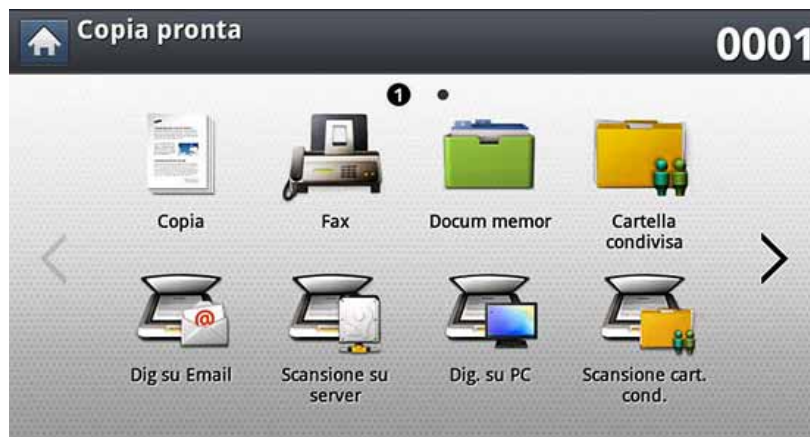 Copia pronta
0001
1
Copia
Fax
Docum memor
Cartella
condivisa
@
Dig su Email
Scansione su
server
Dig. su PC
Scansione cart.
cond.